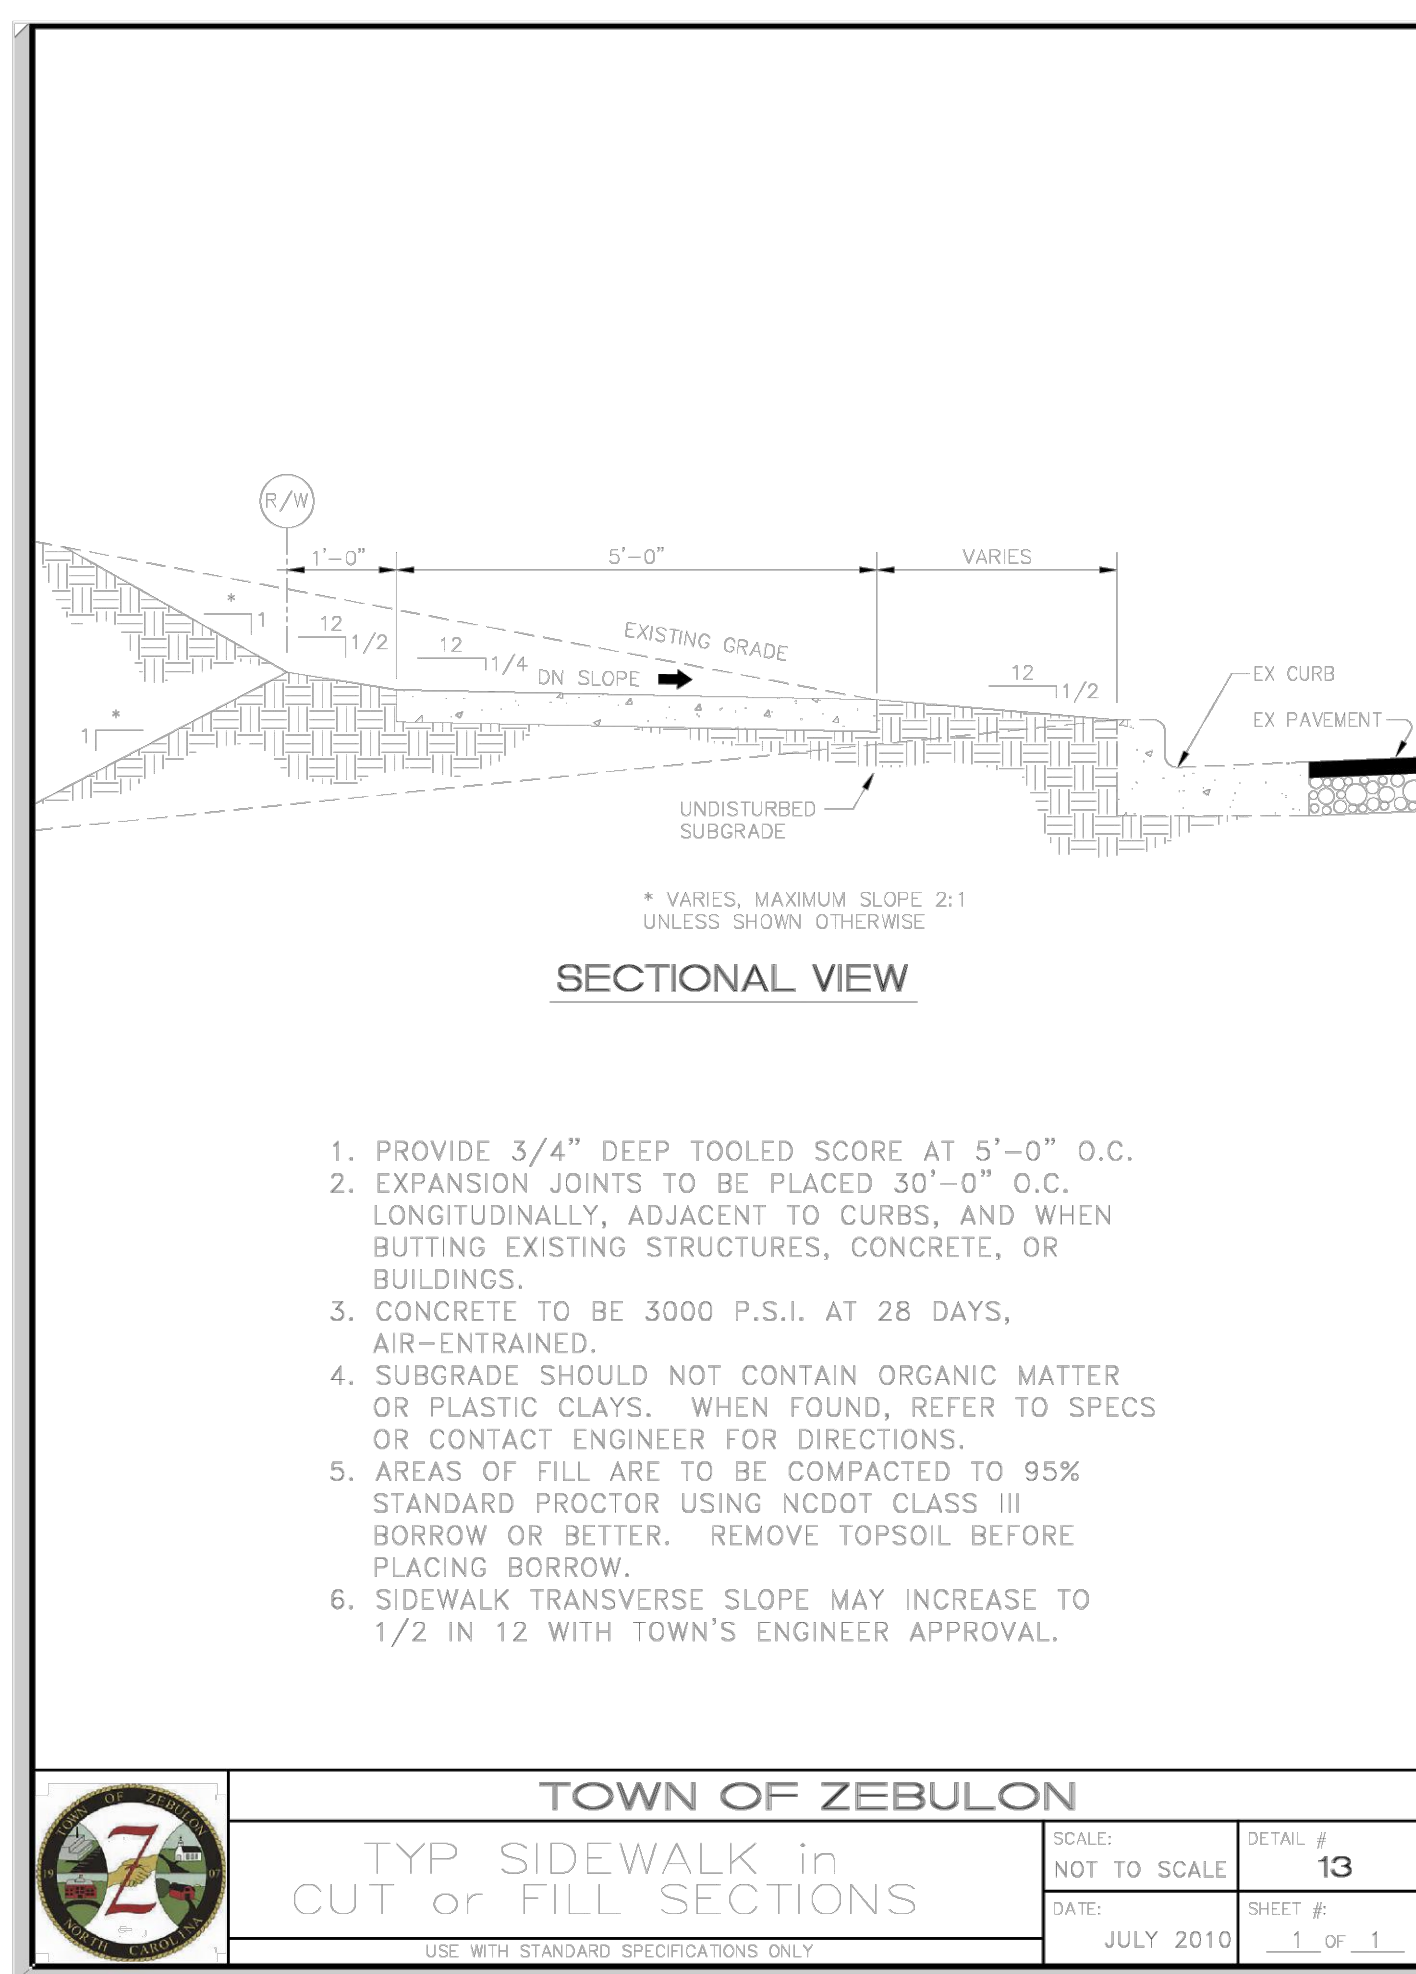 R/W
1'-0"
5'-0"
VARIES
*
1
12
1/2
12
1/4
EXISTING GRADE
DN SLOPE
12
1/2
EX CURB
EX PAVEMENT
*
1
UNDISTURBED
SUBGRADE
* VARIES, MAXIMUM SLOPE 2:1
UNLESS SHOWN OTHERWISE
SECTIONAL VIEW
1. PROVIDE 3/4" DEEP TOOLED SCORE AT 5'-0" O.C.
2. EXPANSION JOINTS TO BE PLACED 30'-0" O.C.
LONGITUDINALLY, ADJACENT TO CURBS, AND WHEN
BUTTING EXISTING STRUCTURES, CONCRETE, OR
BUILDINGS.
3. CONCRETE TO BE 3000 P.S.I. AT 28 DAYS,
AIR-ENTRAINED.
4. SUBGRADE SHOULD NOT CONTAIN ORGANIC MATTER
OR PLASTIC CLAYS. WHEN FOUND, REFER TO SPECS
OR CONTACT ENGINEER FOR DIRECTIONS.
5. AREAS OF FILL ARE TO BE COMPACTED TO 95%
STANDARD PROCTOR USING NCDOT CLASS III
BORROW OR BETTER. REMOVE TOPSOIL BEFORE
PLACING BORROW.
6. SIDEWALK TRANSVERSE SLOPE MAY INCREASE TO
1/2 IN 12 WITH TOWN'S ENGINEER APPROVAL.
TOWN OF ZEBULON
19 Z 07
NORTH CAROLINA
TOWN OF ZEBULON
TYP SIDEWALK in
CUT or FILL SECTIONS
USE WITH STANDARD SPECIFICATIONS ONLY
SCALE:
NOT TO SCALE
DETAIL #
13
DATE:
JULY 2010
SHEET #:
1 OF 1